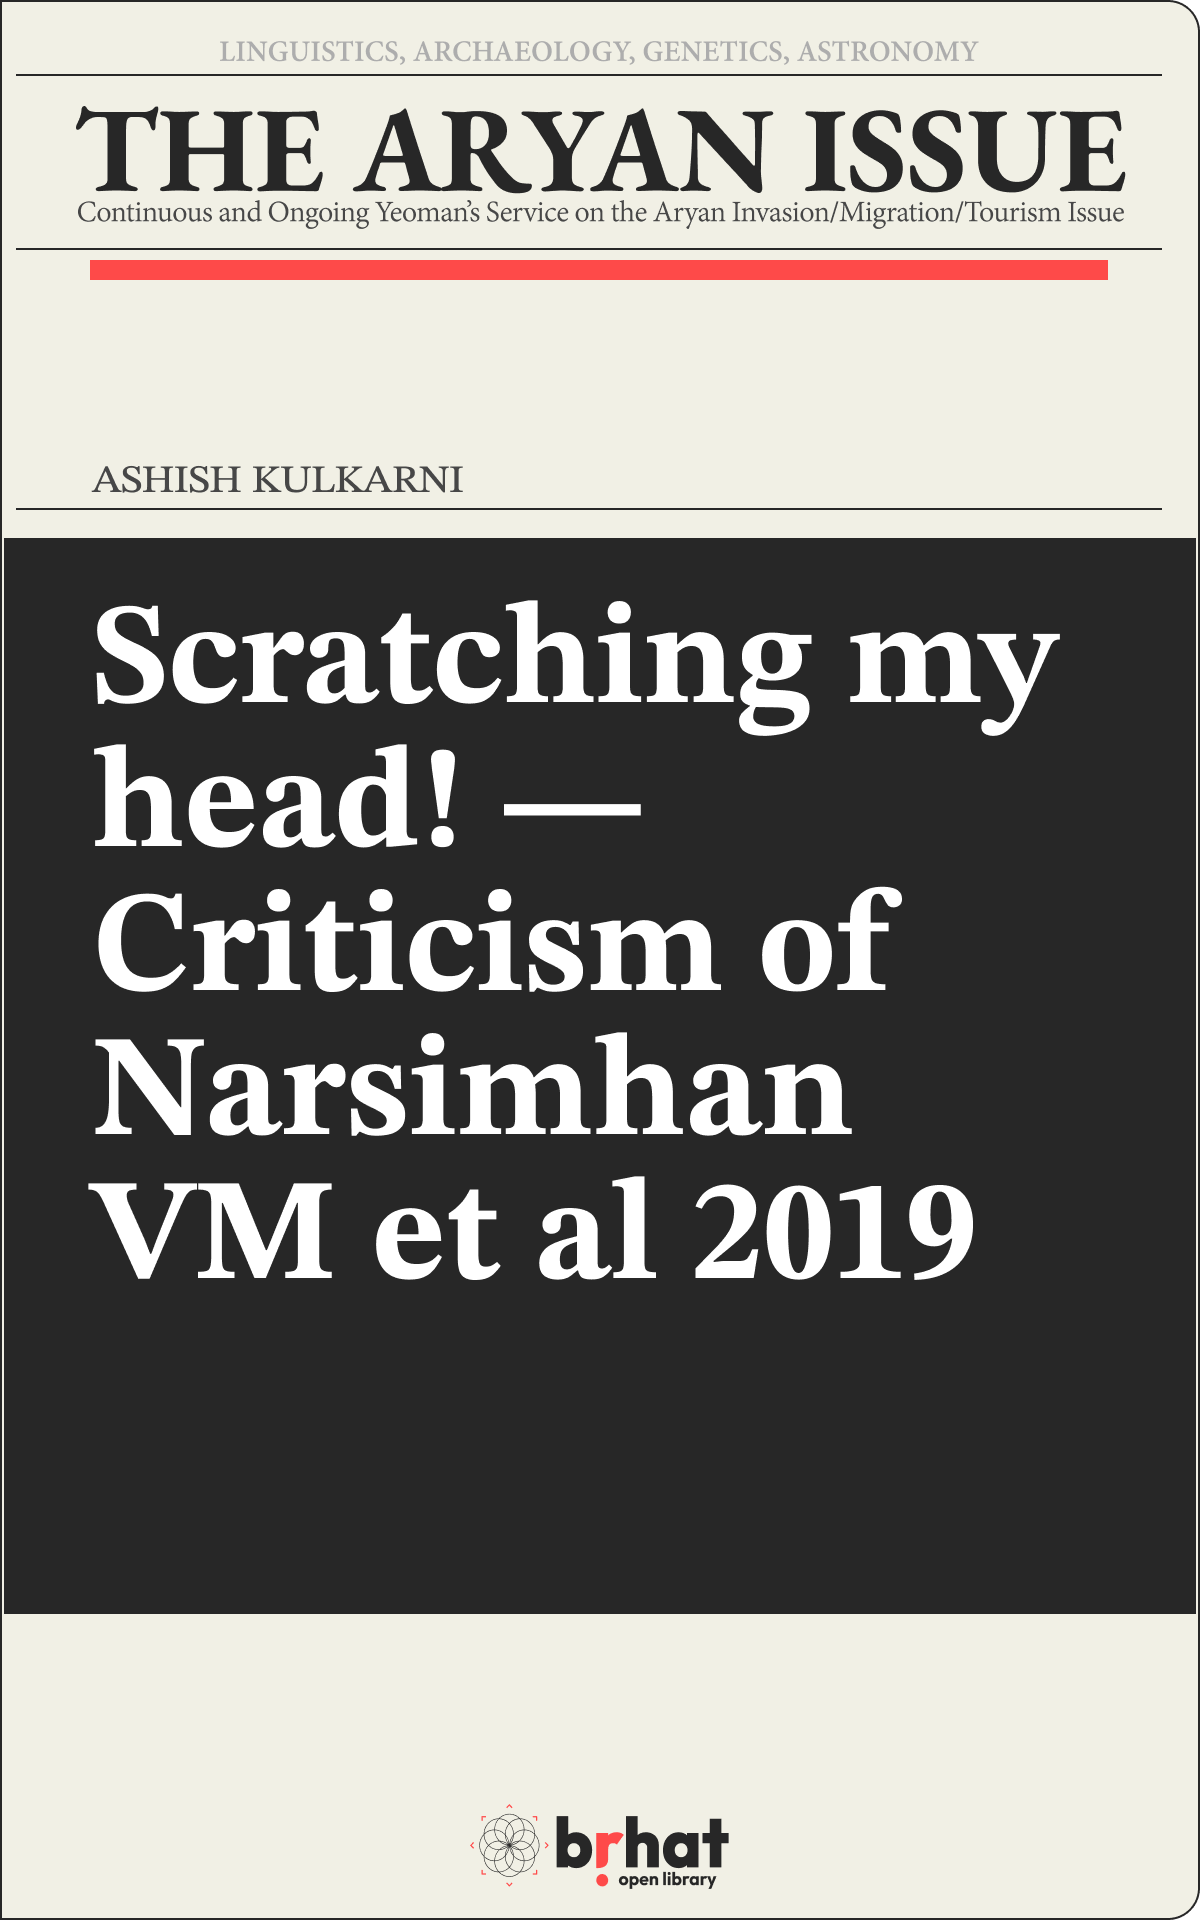 LINGUISTICS, ARCHAEOLOGY, GENETICS, ASTRONOMY
THE ARYAN ISSUE
Continuous and Ongoing Yeoman’s Service on the Aryan Invasion/Migration/Tourism Issue
ASHISH KULKARNI
Scratching my
head! —
Criticism of
Narsimhan
VM et al 2019
brhat
open library